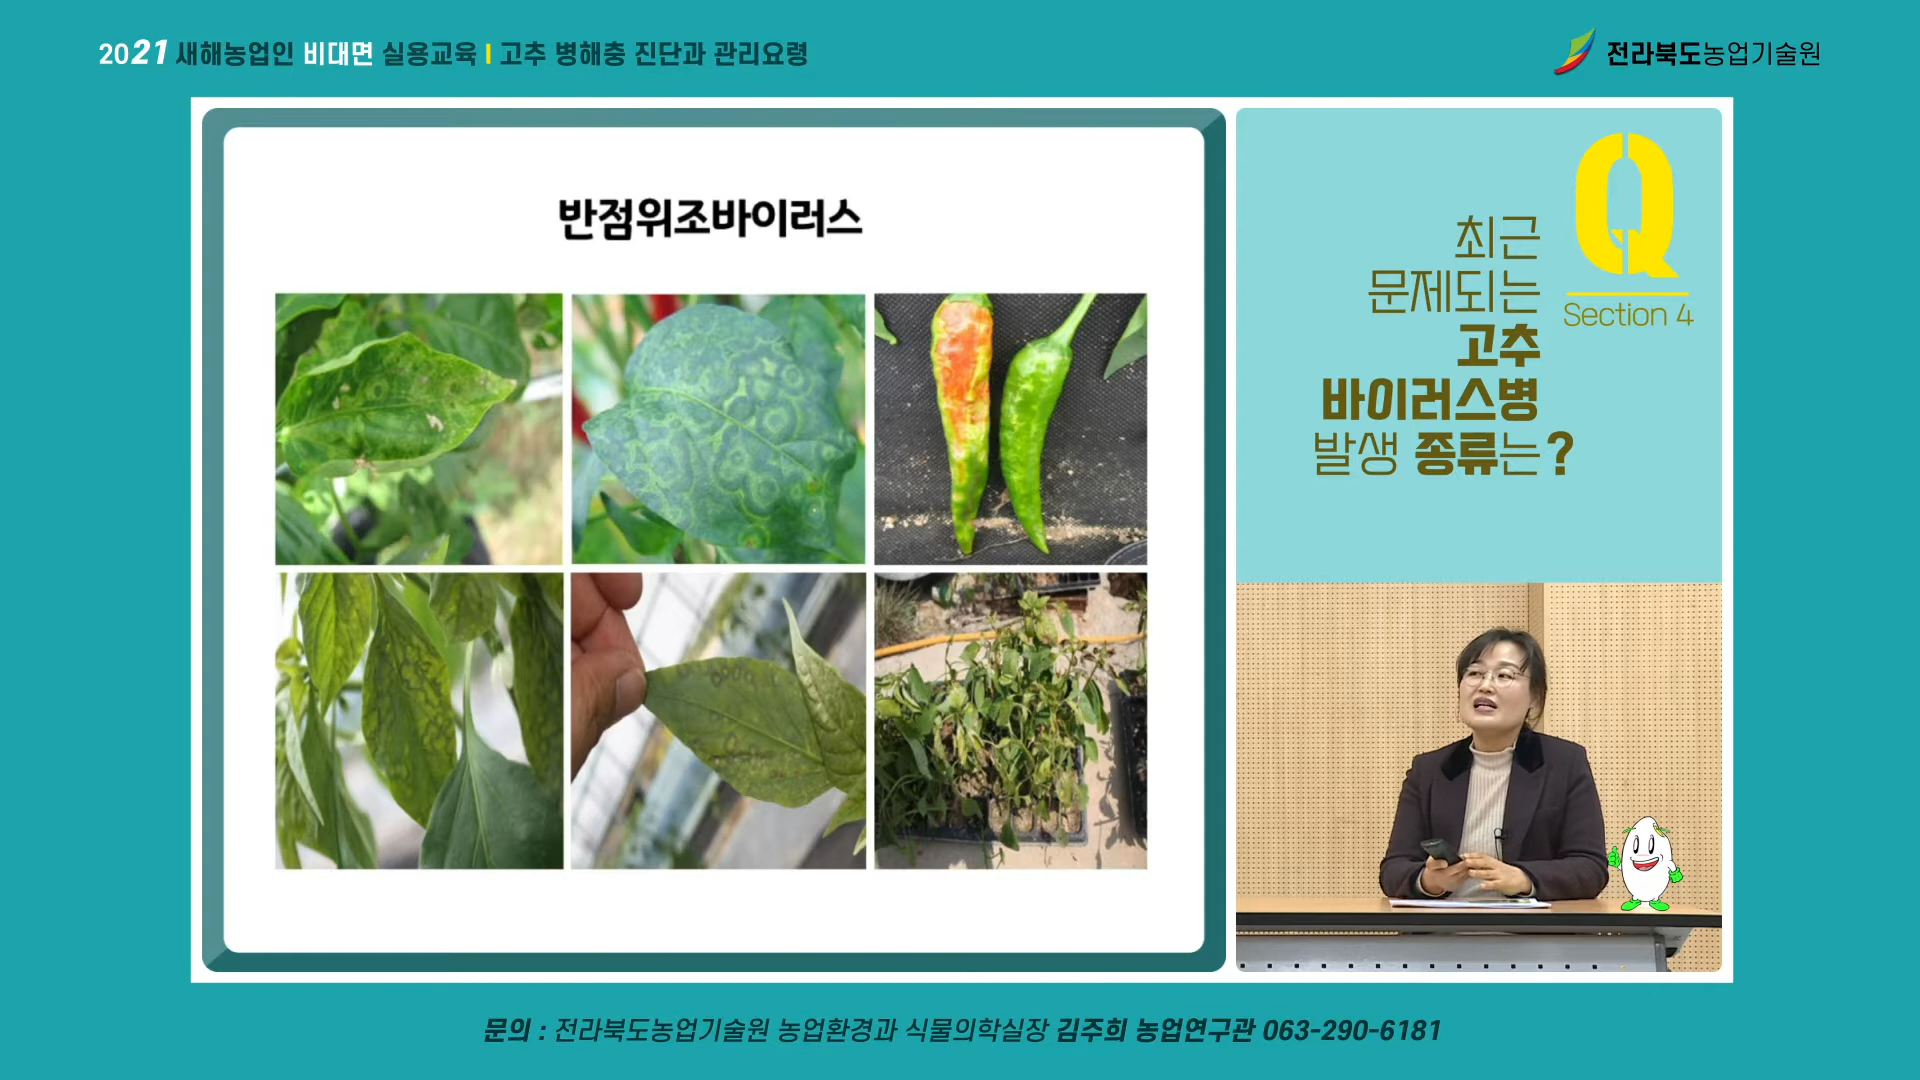 2021 새해농업인 비대면 실용교육 I 고추 병해충 진단과 관리요령
전라북도농업기술원
반점위조바이러스
Q
Section 4
최근
문제되는
고추
바이러스병
발생 종류는?
문의 : 전라북도농업기술원 농업환경과 식물의학실장 김주희 농업연구관 063-290-6181